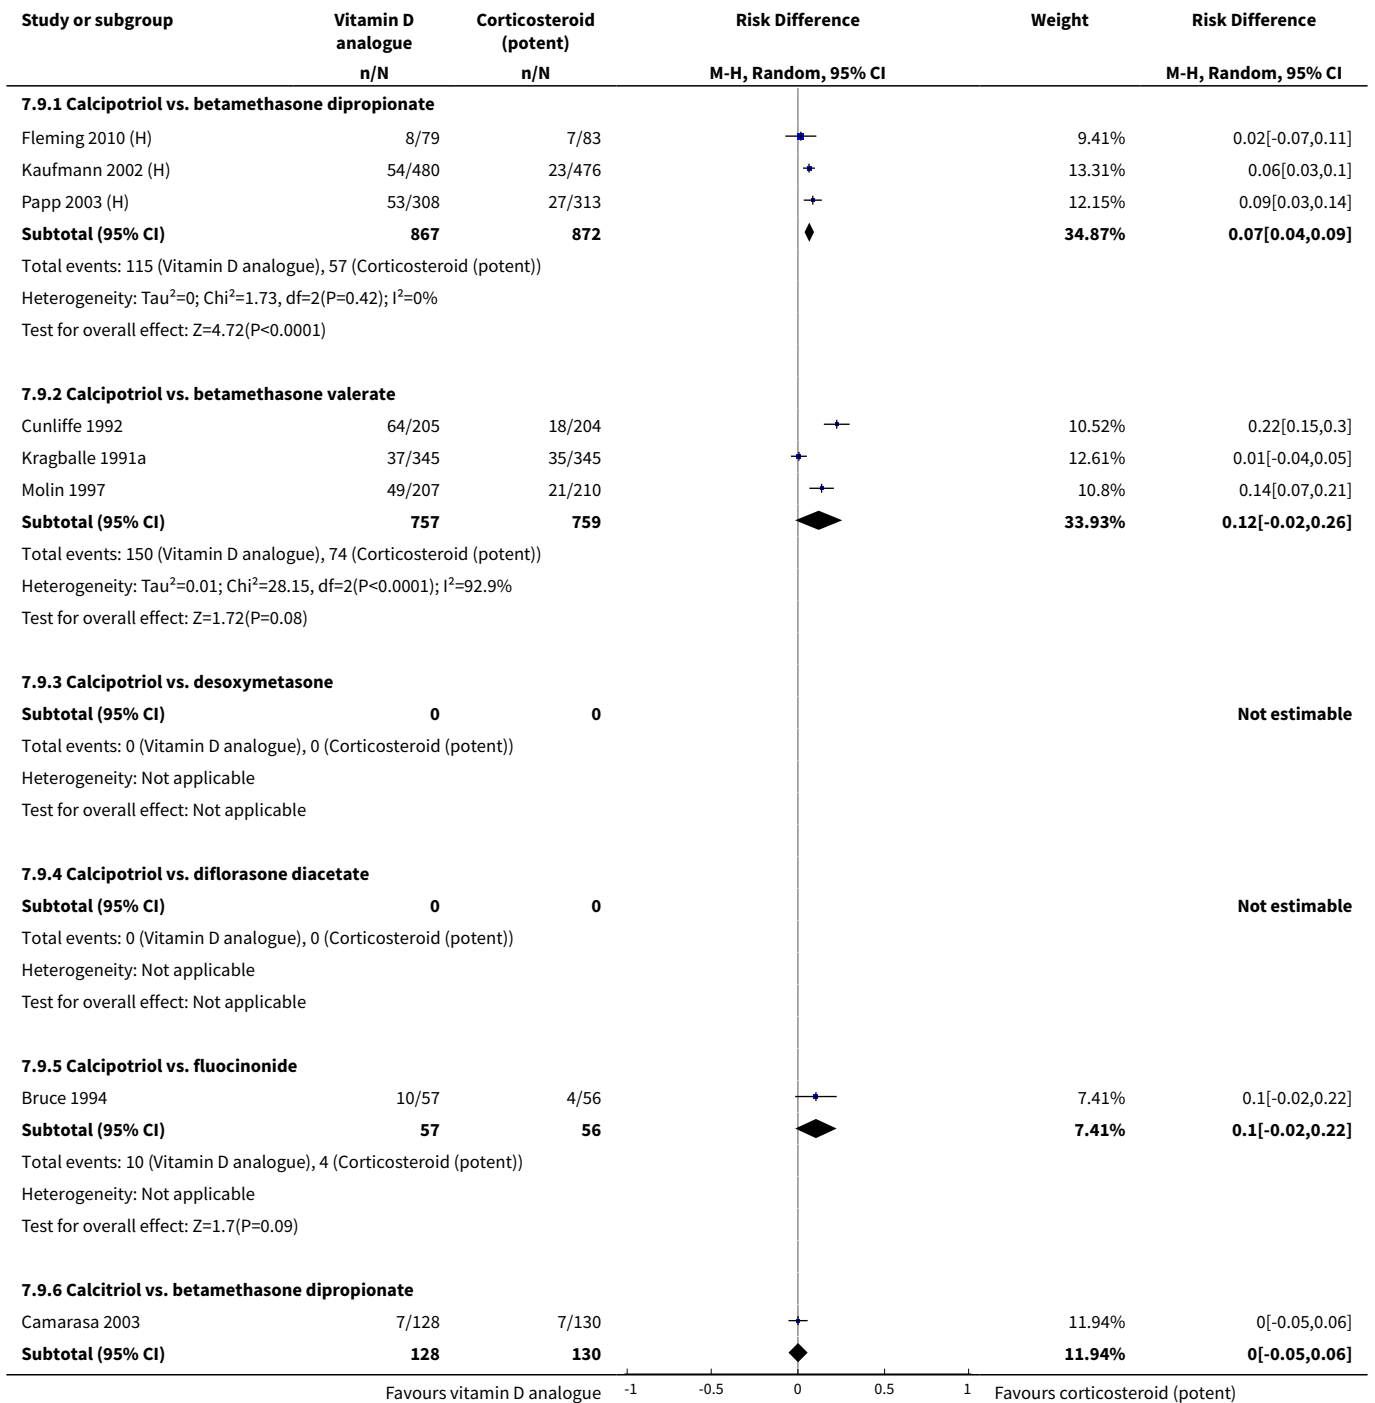 Study or subgroup Vitamin D analogue Corticosteroid (potent) Risk Difference Weight Risk Difference
n/N n/N M-H, Random, 95% CI M-H, Random, 95% CI
7.9.1 Calcipotriol vs. betamethasone dipropionate
Fleming 2010 (H) 8/79 7/83 9.41% 0.02[-0.07,0.11]
Kaufmann 2002 (H) 54/480 23/476 13.31% 0.06[0.03,0.1]
Papp 2003 (H) 53/308 27/313 12.15% 0.09[0.03,0.14]
Subtotal (95% CI) 867 872 34.87% 0.07[0.04,0.09]
Total events: 115 (Vitamin D analogue), 57 (Corticosteroid (potent))
Heterogeneity: Tau²=0; Chi²=1.73, df=2(P=0.42); I²=0%
Test for overall effect: Z=4.72(P<0.0001)
7.9.2 Calcipotriol vs. betamethasone valerate
Cunliffe 1992 64/205 18/204 10.52% 0.22[0.15,0.3]
Kragballe 1991a 37/345 35/345 12.61% 0.01[-0.04,0.05]
Molin 1997 49/207 21/210 10.8% 0.14[0.07,0.21]
Subtotal (95% CI) 757 759 33.93% 0.12[-0.02,0.26]
Total events: 150 (Vitamin D analogue), 74 (Corticosteroid (potent))
Heterogeneity: Tau²=0.01; Chi²=28.15, df=2(P<0.0001); I²=92.9%
Test for overall effect: Z=1.72(P=0.08)
7.9.3 Calcipotriol vs. desoxymetasone
Subtotal (95% CI) 0 0 Not estimable
Total events: 0 (Vitamin D analogue), 0 (Corticosteroid (potent))
Heterogeneity: Not applicable
Test for overall effect: Not applicable
7.9.4 Calcipotriol vs. diflorasone diacetate
Subtotal (95% CI) 0 0 Not estimable
Total events: 0 (Vitamin D analogue), 0 (Corticosteroid (potent))
Heterogeneity: Not applicable
Test for overall effect: Not applicable
7.9.5 Calcipotriol vs. fluocinonide
Bruce 1994 10/57 4/56 7.41% 0.1[-0.02,0.22]
Subtotal (95% CI) 57 56 7.41% 0.1[-0.02,0.22]
Total events: 10 (Vitamin D analogue), 4 (Corticosteroid (potent))
Heterogeneity: Not applicable
Test for overall effect: Z=1.7(P=0.09)
7.9.6 Calcitriol vs. betamethasone dipropionate
Camarasa 2003 7/128 7/130 11.94% 0[-0.05,0.06]
Subtotal (95% CI) 128 130 11.94% 0[-0.05,0.06]
Favours vitamin D analogue -1 -0.5 0 0.5 1 Favours corticosteroid (potent)